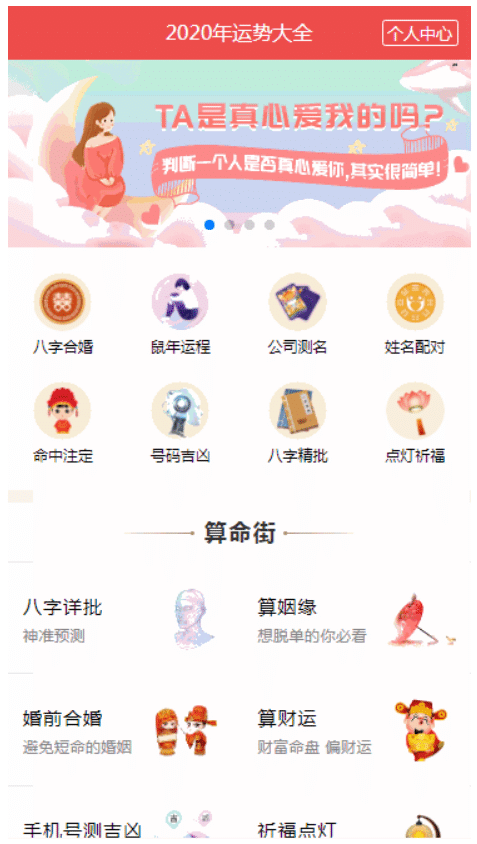 2020年运势大全
个人中心
TA是真心爱我的吗?
判断一个人是否真心爱你,其实很简单!
八字合婚
鼠年运程
公司测名
姓名配对
命中注定
号码吉凶
八字精批
点灯祈福
算命街
八字详批
算姻缘
神准预测
想脱单的你必看
婚前合婚
算财运
避免短命的婚姻
财富命盘 偏财运
手机号测吉凶
吉
凶
祈福点灯